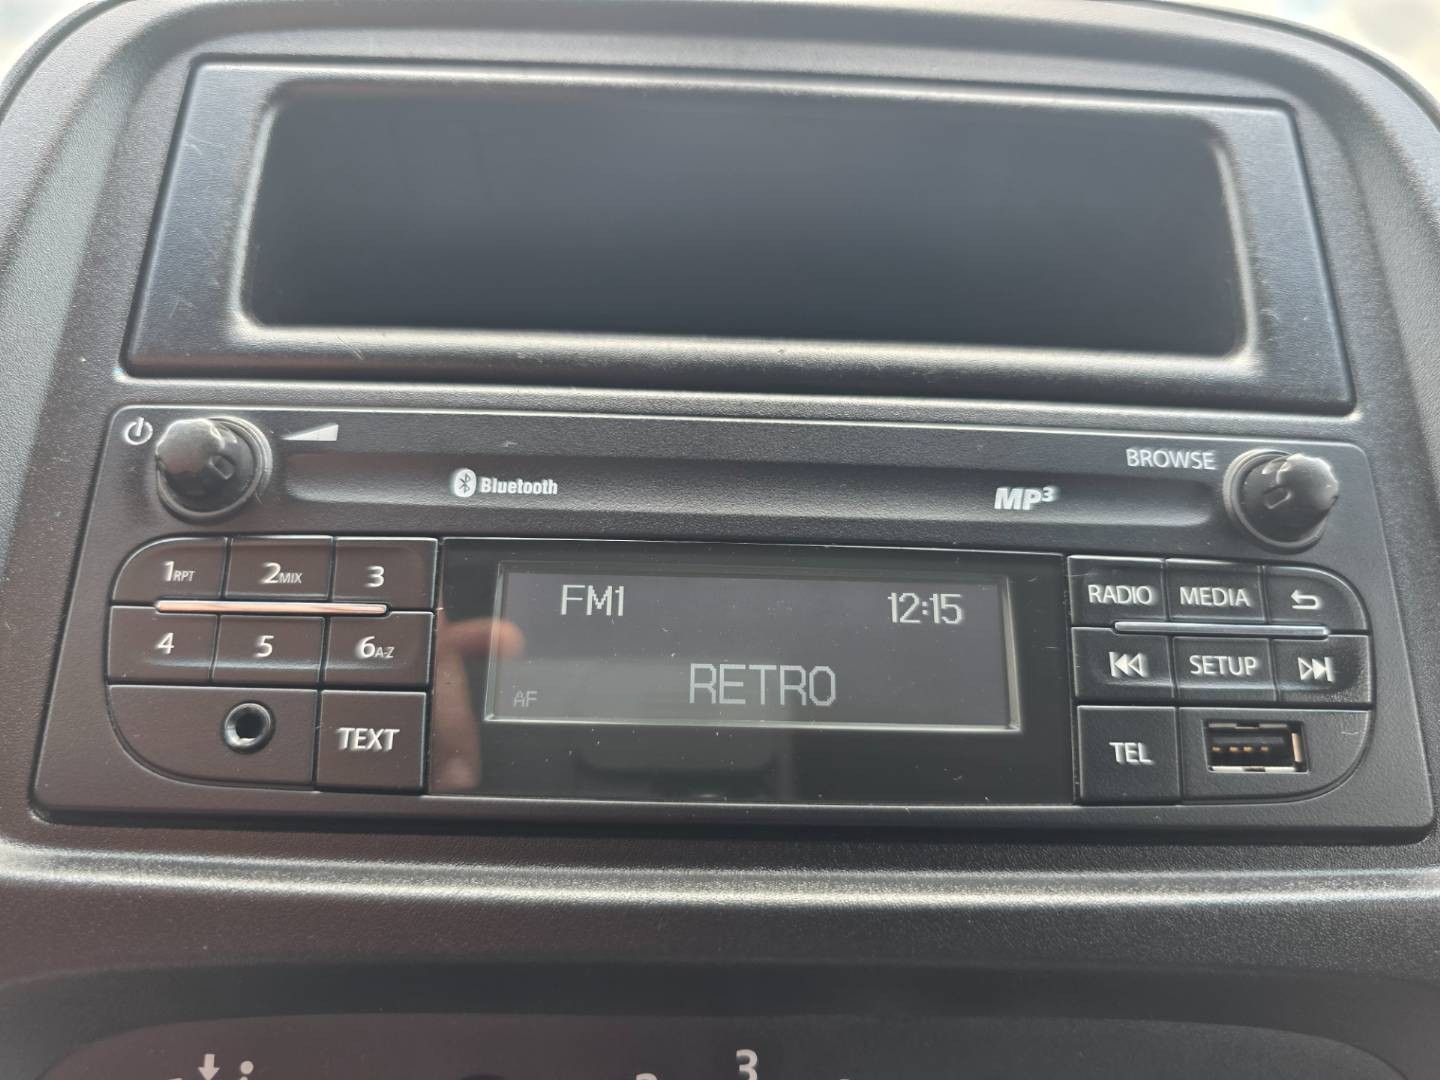 BROWSE
Bluetooth
MP3
1RPT 2MIX 3
4 5 6A-Z
TEXT
FM1 12:15
RETRO
AF
RADIO MEDIA
SETUP
TEL
3